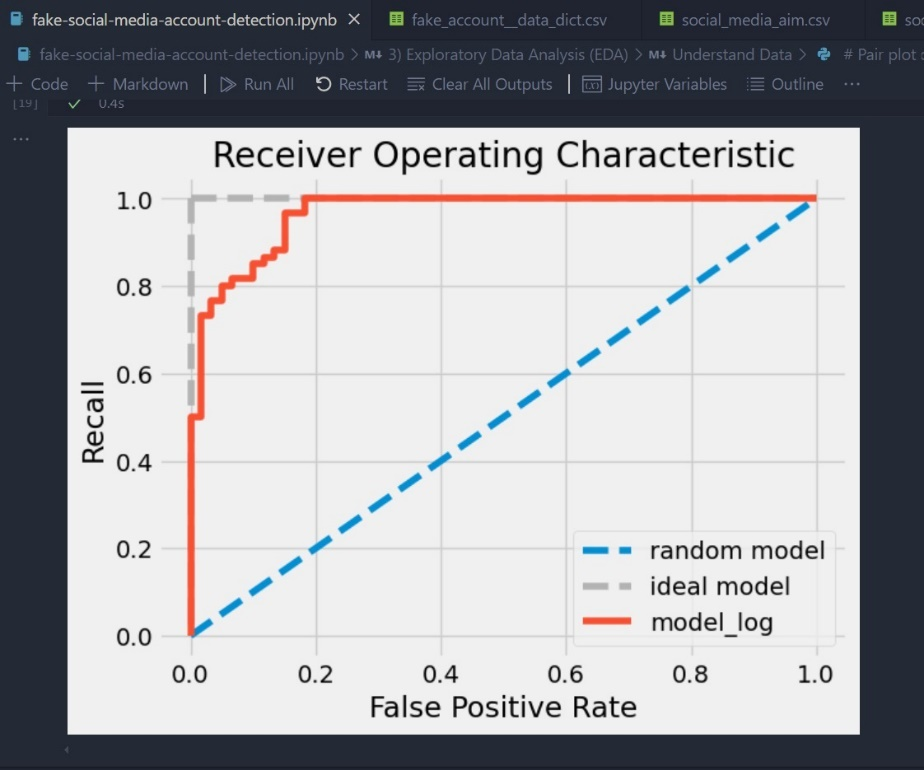 fake-social-media-account-detection.ipynb
fake_account__data_dict.csv
social_media_aim.csv
soc
fake-social-media-account-detection.ipynb > M↓ 3) Exploratory Data Analysis (EDA) > M↓ Understand Data > # Pair plot
+ Code + Markdown Run All Restart Clear All Outputs Jupyter Variables Outline ...
[19] 0.4s
...
Receiver Operating Characteristic
1.0
0.8
0.6
0.4
0.2
0.0
Recall
random model
ideal model
model_log
0.0 0.2 0.4 0.6 0.8 1.0
False Positive Rate